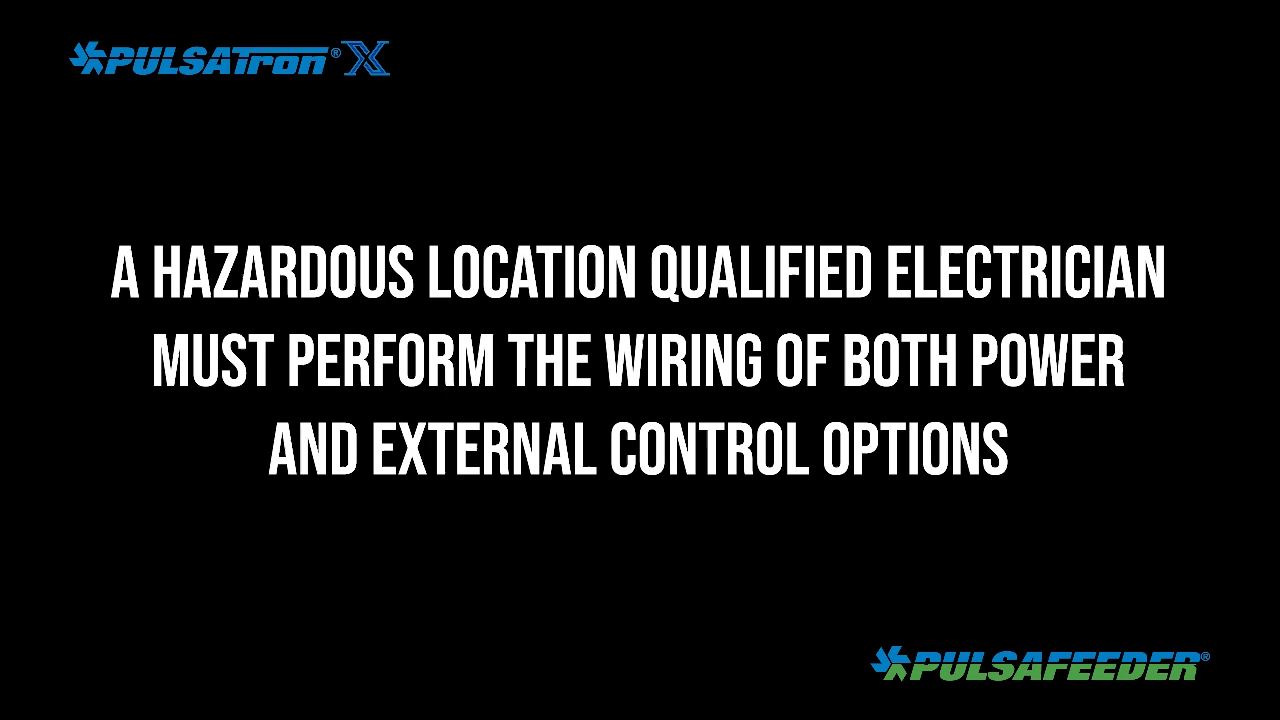 PULSATron® X
A HAZARDOUS LOCATION QUALIFIED ELECTRICIAN
MUST PERFORM THE WIRING OF BOTH POWER
AND EXTERNAL CONTROL OPTIONS
PULSAFEEDER®